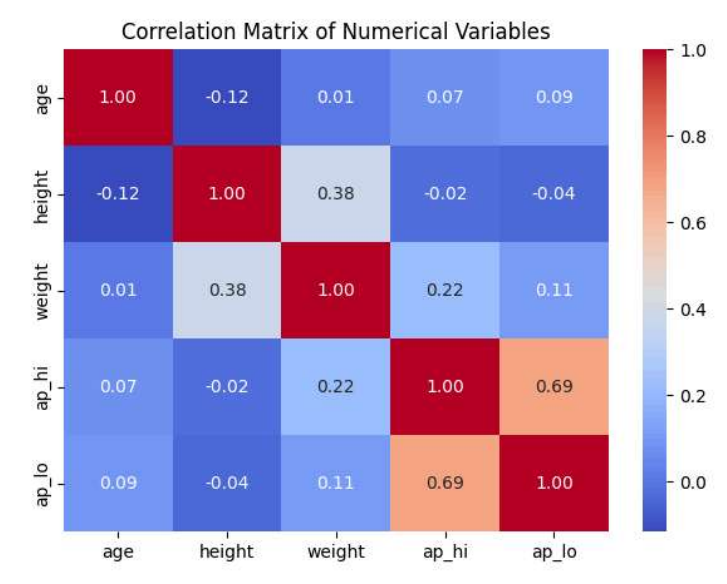 Correlation Matrix of Numerical Variables
age 1.00 -0.12 0.01 0.07 0.09
height -0.12 1.00 0.38 -0.02 -0.04
weight 0.01 0.38 1.00 0.22 0.11
ap_hi 0.07 -0.02 0.22 1.00 0.69
ap_lo 0.09 -0.04 0.11 0.69 1.00
age height weight ap_hi ap_lo
1.0
0.8
0.6
0.4
0.2
0.0